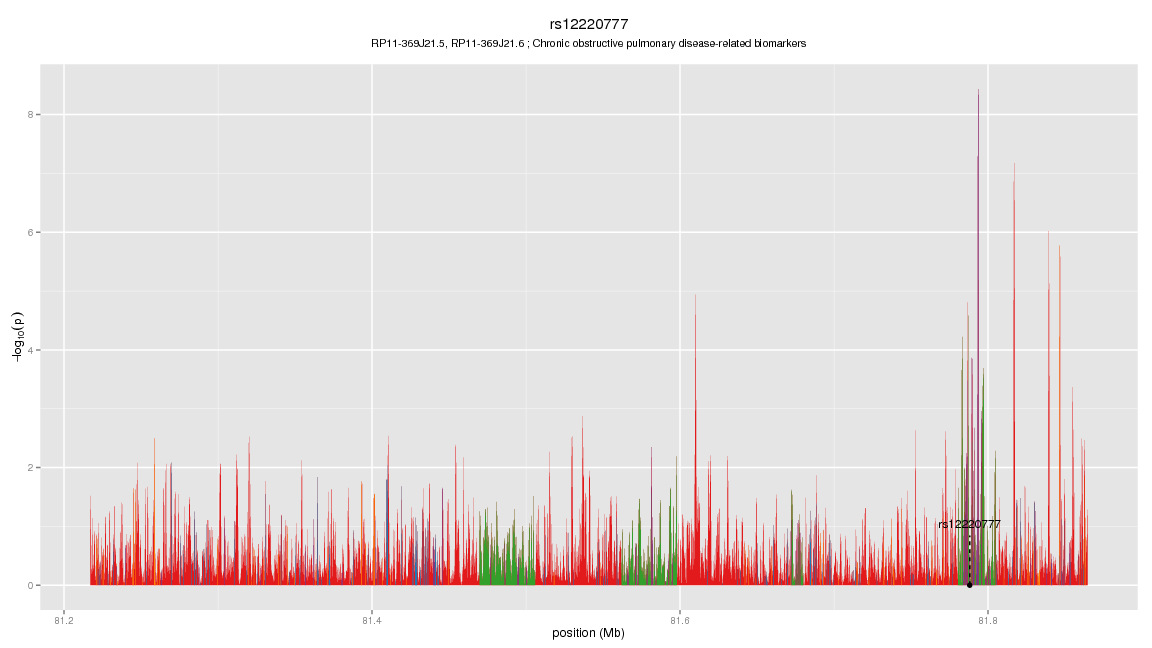 rs12220777
RP11-369J21.5, RP11-369J21.6 ; Chronic obstructive pulmonary disease-related biomarkers
8
6
4
2
0
−log10(p)
rs12220777
81.2
81.4
81.6
81.8
position (Mb)